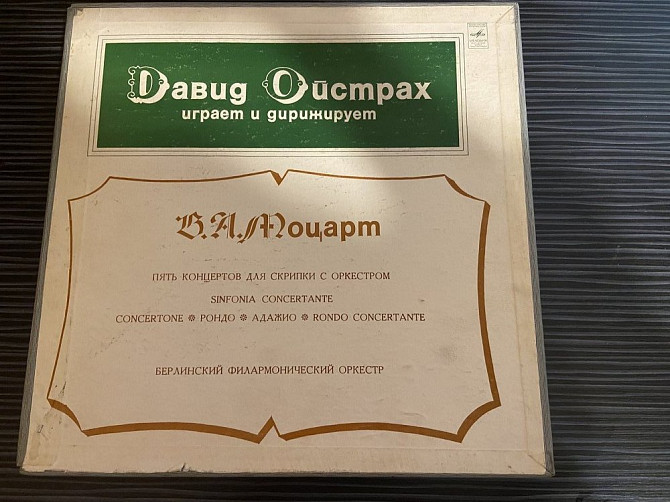 Давид Ойстрах
играет и дирижирует
В.А.Моцарт
ПЯТЬ КОНЦЕРТОВ ДЛЯ СКРИПКИ С ОРКЕСТРОМ
SINFONIA CONCERTANTE
CONCERTONE ❋ РОНДО ❋ АДАЖИО ❋ RONDO CONCERTANTE
БЕРЛИНСКИЙ ФИЛАРМОНИЧЕСКИЙ ОРКЕСТР